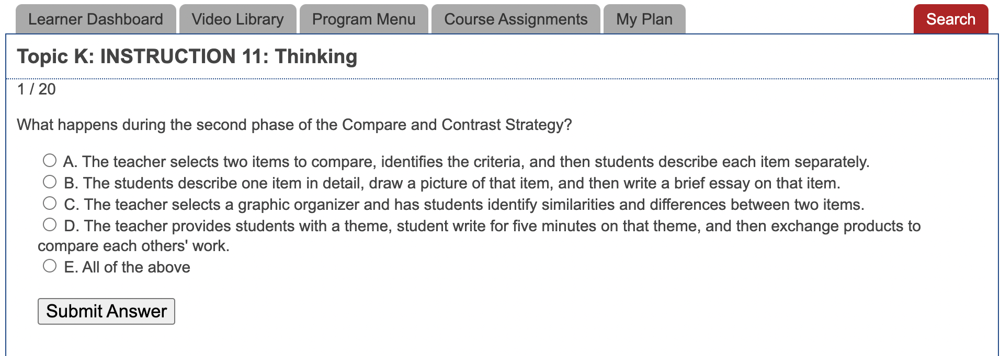 Learner Dashboard Video Library Program Menu Course Assignments My Plan Search
Topic K: INSTRUCTION 11: Thinking
1 / 20
What happens during the second phase of the Compare and Contrast Strategy?
A. The teacher selects two items to compare, identifies the criteria, and then students describe each item separately.
B. The students describe one item in detail, draw a picture of that item, and then write a brief essay on that item.
C. The teacher selects a graphic organizer and has students identify similarities and differences between two items.
D. The teacher provides students with a theme, student write for five minutes on that theme, and then exchange products to
compare each others' work.
E. All of the above
Submit Answer